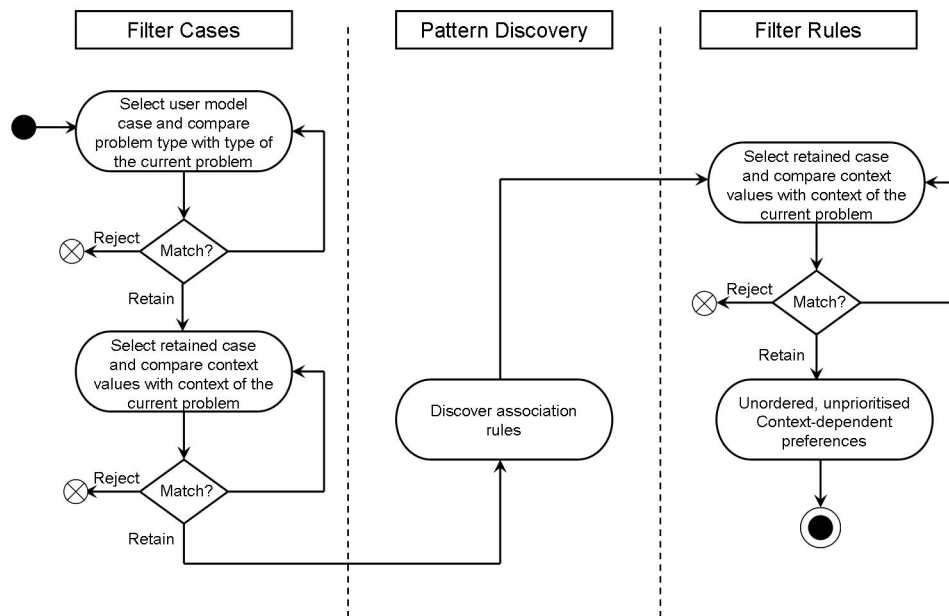 Filter Cases
Pattern Discovery
Filter Rules
Select user model
case and compare
problem type with type of
the current problem
Match?
Reject
Retain
Select retained case
and compare context
values with context of the
current problem
Match?
Reject
Retain
Discover association
rules
Select retained case
and compare context
values with context of the
current problem
Match?
Reject
Retain
Unordered, unprioritised
Context-dependent
preferences